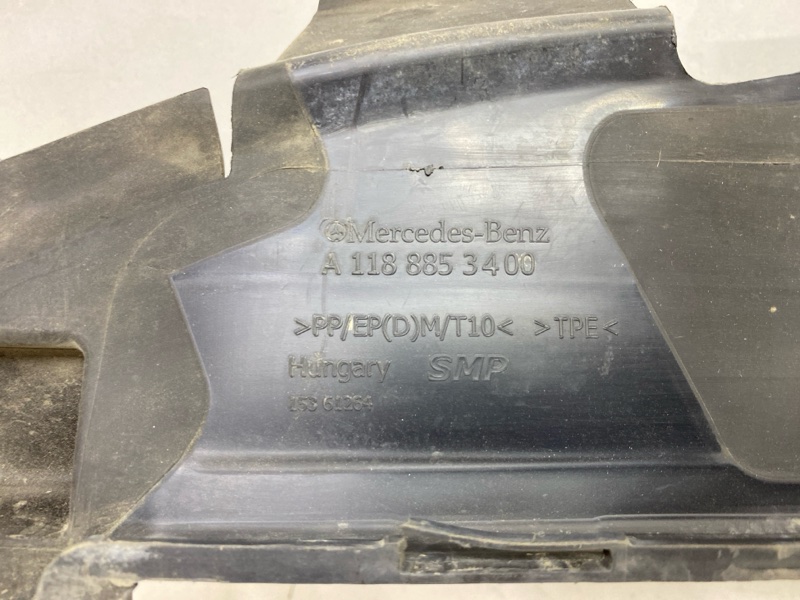 Mercedes-Benz
A 118 885 34 00
>PP/EP(D)M/T10< >TPE<
Hungary SMP